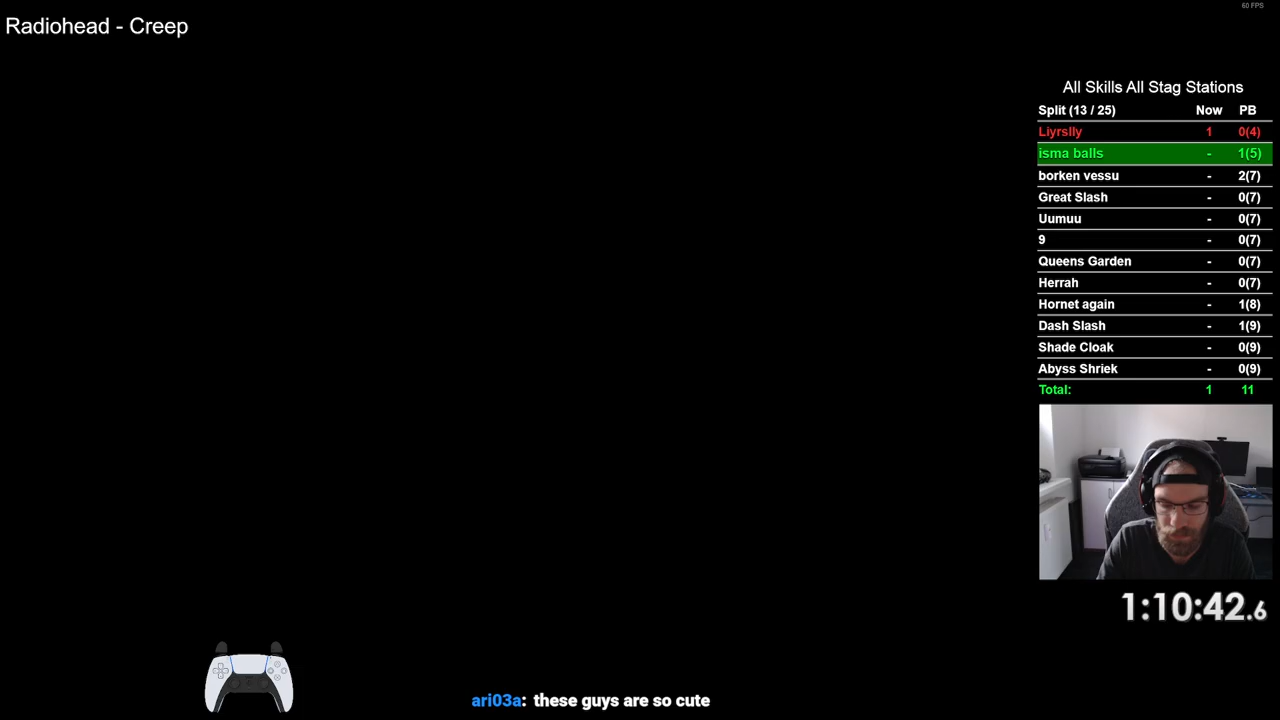 60 FPS
Radiohead - Creep
All Skills All Stag Stations
Split (13 / 25) Now PB
Liyrslly 1 0(4)
isma balls - 1(5)
borken vessu - 2(7)
Great Slash - 0(7)
Uumuu - 0(7)
9 - 0(7)
Queens Garden - 0(7)
Herrah - 0(7)
Hornet again - 1(8)
Dash Slash - 1(9)
Shade Cloak - 0(9)
Abyss Shriek - 0(9)
Total: 1 11
1:10:42.6
ari03a: these guys are so cute